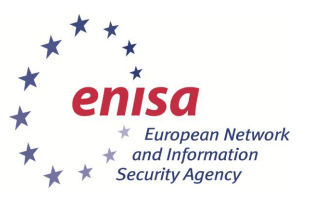 enisa
European Network
and Information
Security Agency